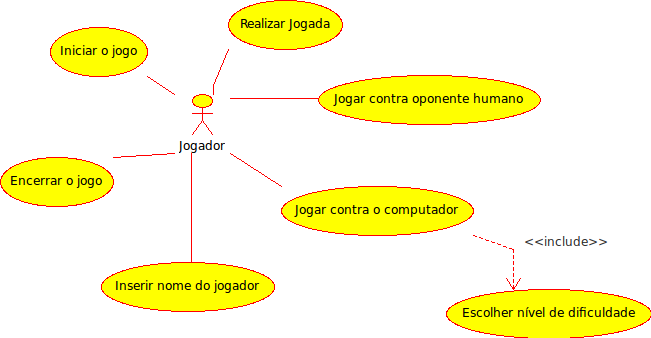 Realizar Jogada
Iniciar o jogo
Jogar contra oponente humano
Jogador
Encerrar o jogo
Jogar contra o computador
<<include>>
Inserir nome do jogador
Escolher nível de dificuldade